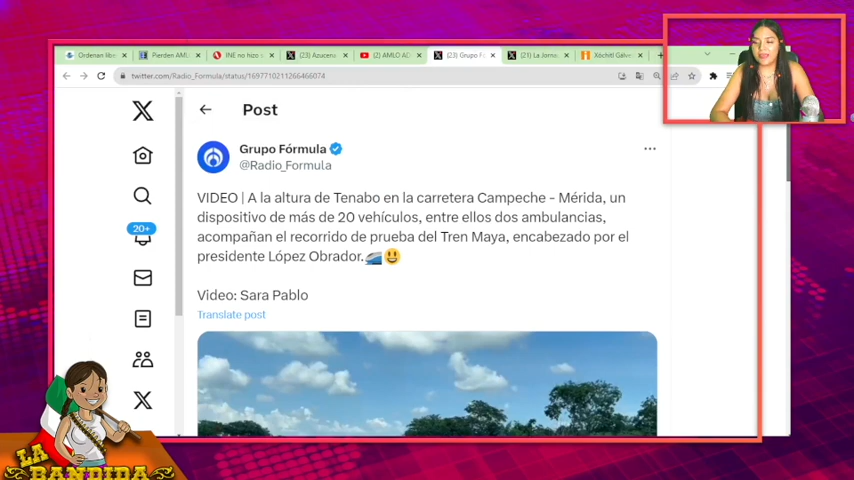 Ordenan libe
Pierden AMLO
INE no hizo s
(23) Azucena
(2) AMLO AD
(23) Grupo F
(21) La Jorna
Xóchitl Gálve
twitter.com/Radio_Formula/status/1697710211266466074
Post
Grupo Fórmula
@Radio_Formula
VIDEO | A la altura de Tenabo en la carretera Campeche - Mérida, un
dispositivo de más de 20 vehículos, entre ellos dos ambulancias,
acompañan el recorrido de prueba del Tren Maya, encabezado por el
presidente López Obrador.
20+
Video: Sara Pablo
Translate post
LA
BANDIDA